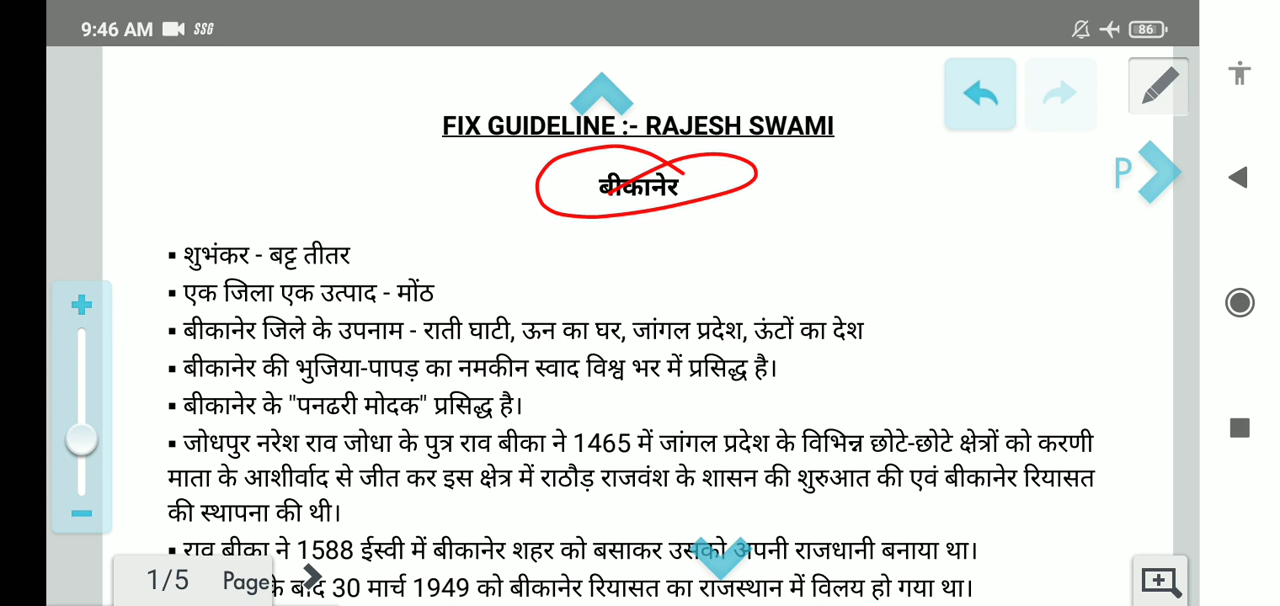 9:46 AM SSG 86
FIX GUIDELINE :- RAJESH SWAMI
बीकानेर
P
▪ शुभंकर - बट्ट तीतर
▪ एक जिला एक उत्पाद - मोंठ
▪ बीकानेर जिले के उपनाम - राती घाटी, ऊन का घर, जांगल प्रदेश, ऊंटों का देश
▪ बीकानेर की भुजिया-पापड़ का नमकीन स्वाद विश्व भर में प्रसिद्ध है।
▪ बीकानेर के "पनढरी मोदक" प्रसिद्ध है।
▪ जोधपुर नरेश राव जोधा के पुत्र राव बीका ने 1465 में जांगल प्रदेश के विभिन्न छोटे-छोटे क्षेत्रों को करणी
माता के आशीर्वाद से जीत कर इस क्षेत्र में राठौड़ राजवंश के शासन की शुरुआत की एवं बीकानेर रियासत
की स्थापना की थी।
▪ राव बीका ने 1588 ईस्वी में बीकानेर शहर को बसाकर उसको अपनी राजधानी बनाया था।
के बाद 30 मार्च 1949 को बीकानेर रियासत का राजस्थान में विलय हो गया था।
1/5 Page